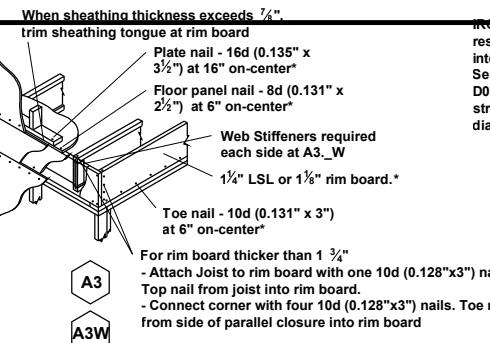 When sheathing thickness exceeds 7/8",
trim sheathing tongue at rim board
Plate nail - 16d (0.135" x
3½") at 16" on-center*
Floor panel nail - 8d (0.131" x
2½") at 6" on-center*
Web Stiffeners required
each side at A3._W
1¼" LSL or 1⅛" rim board.*
Toe nail - 10d (0.131" x 3")
at 6" on-center*
For rim board thicker than 1 ¾"
- Attach Joist to rim board with one 10d (0.128"x3") na
Top nail from joist into rim board.
- Connect corner with four 10d (0.128"x3") nails. Toe
from side of parallel closure into rim board
A3
A3W
res
into
Se
D0
str
dia